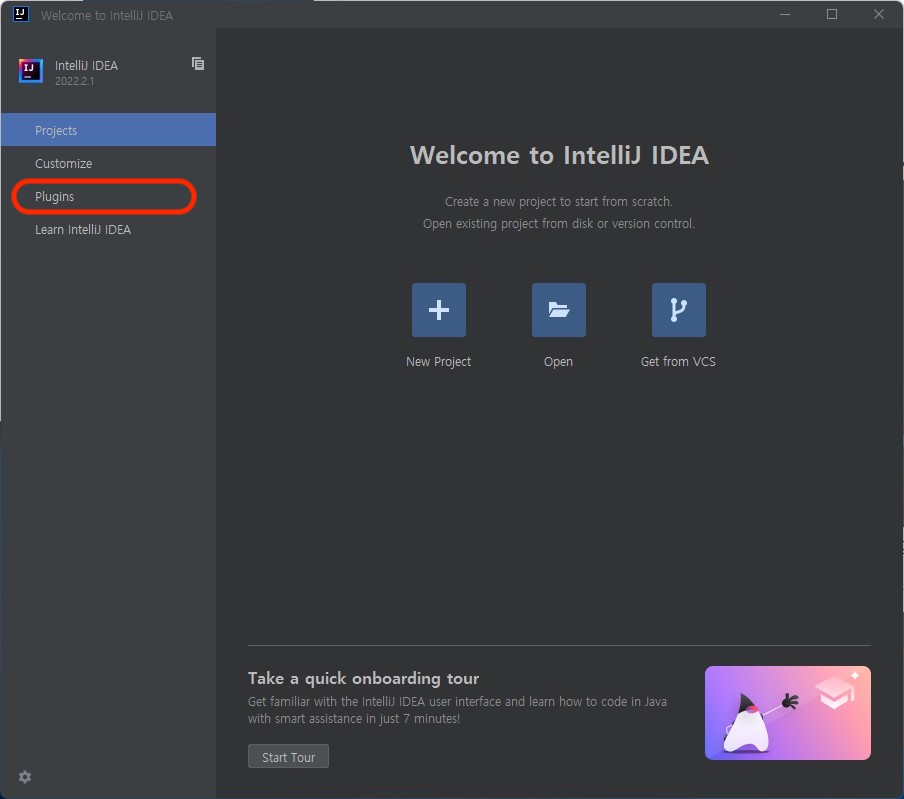 Welcome to IntelliJ IDEA
IntelliJ IDEA
2022.2.1
Projects
Customize
Plugins
Learn IntelliJ IDEA
Welcome to IntelliJ IDEA
Create a new project to start from scratch.
Open existing project from disk or version control.
New Project
Open
Get from VCS
Take a quick onboarding tour
Get familiar with the IntelliJ IDEA user interface and learn how to code in Java
with smart assistance in just 7 minutes!
Start Tour